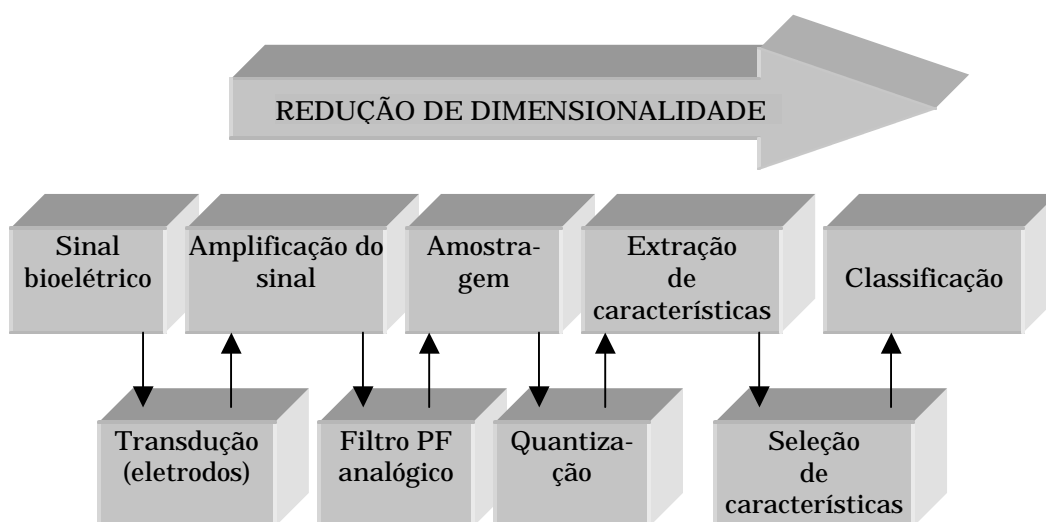 REDUÇÃO DE DIMENSIONALIDADE
Sinal
bioelétrico
Amplificação do
sinal
Amostra-
gem
Extração
de
características
Classificação
Transdução
(eletrodos)
Filtro PF
analógico
Quantiza-
ção
Seleção
de
características